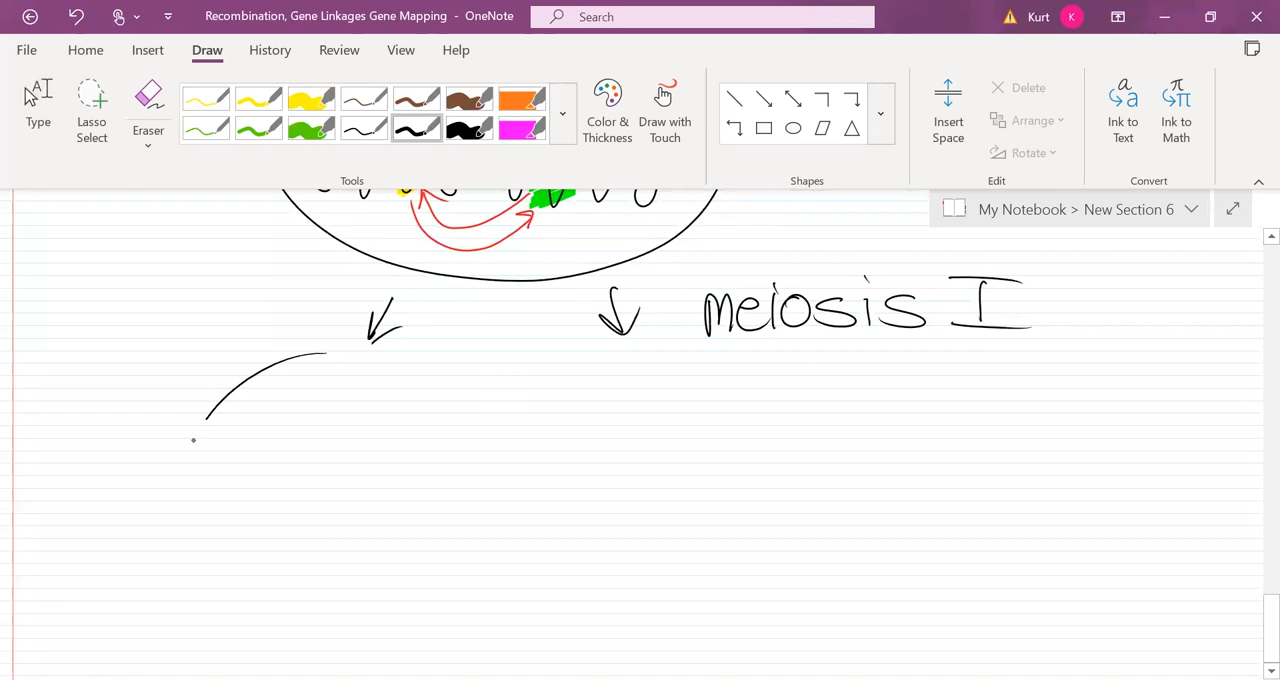 Recombination, Gene Linkages Gene Mapping - OneNote
Search
Kurt
K
File Home Insert Draw History Review View Help
Type
Lasso Select
Eraser
Color & Thickness
Draw with Touch
Insert Space
Delete
Arrange
Rotate
Ink to Text
Ink to Math
Tools
Shapes
Edit
Convert
My Notebook > New Section 6
meiosis I